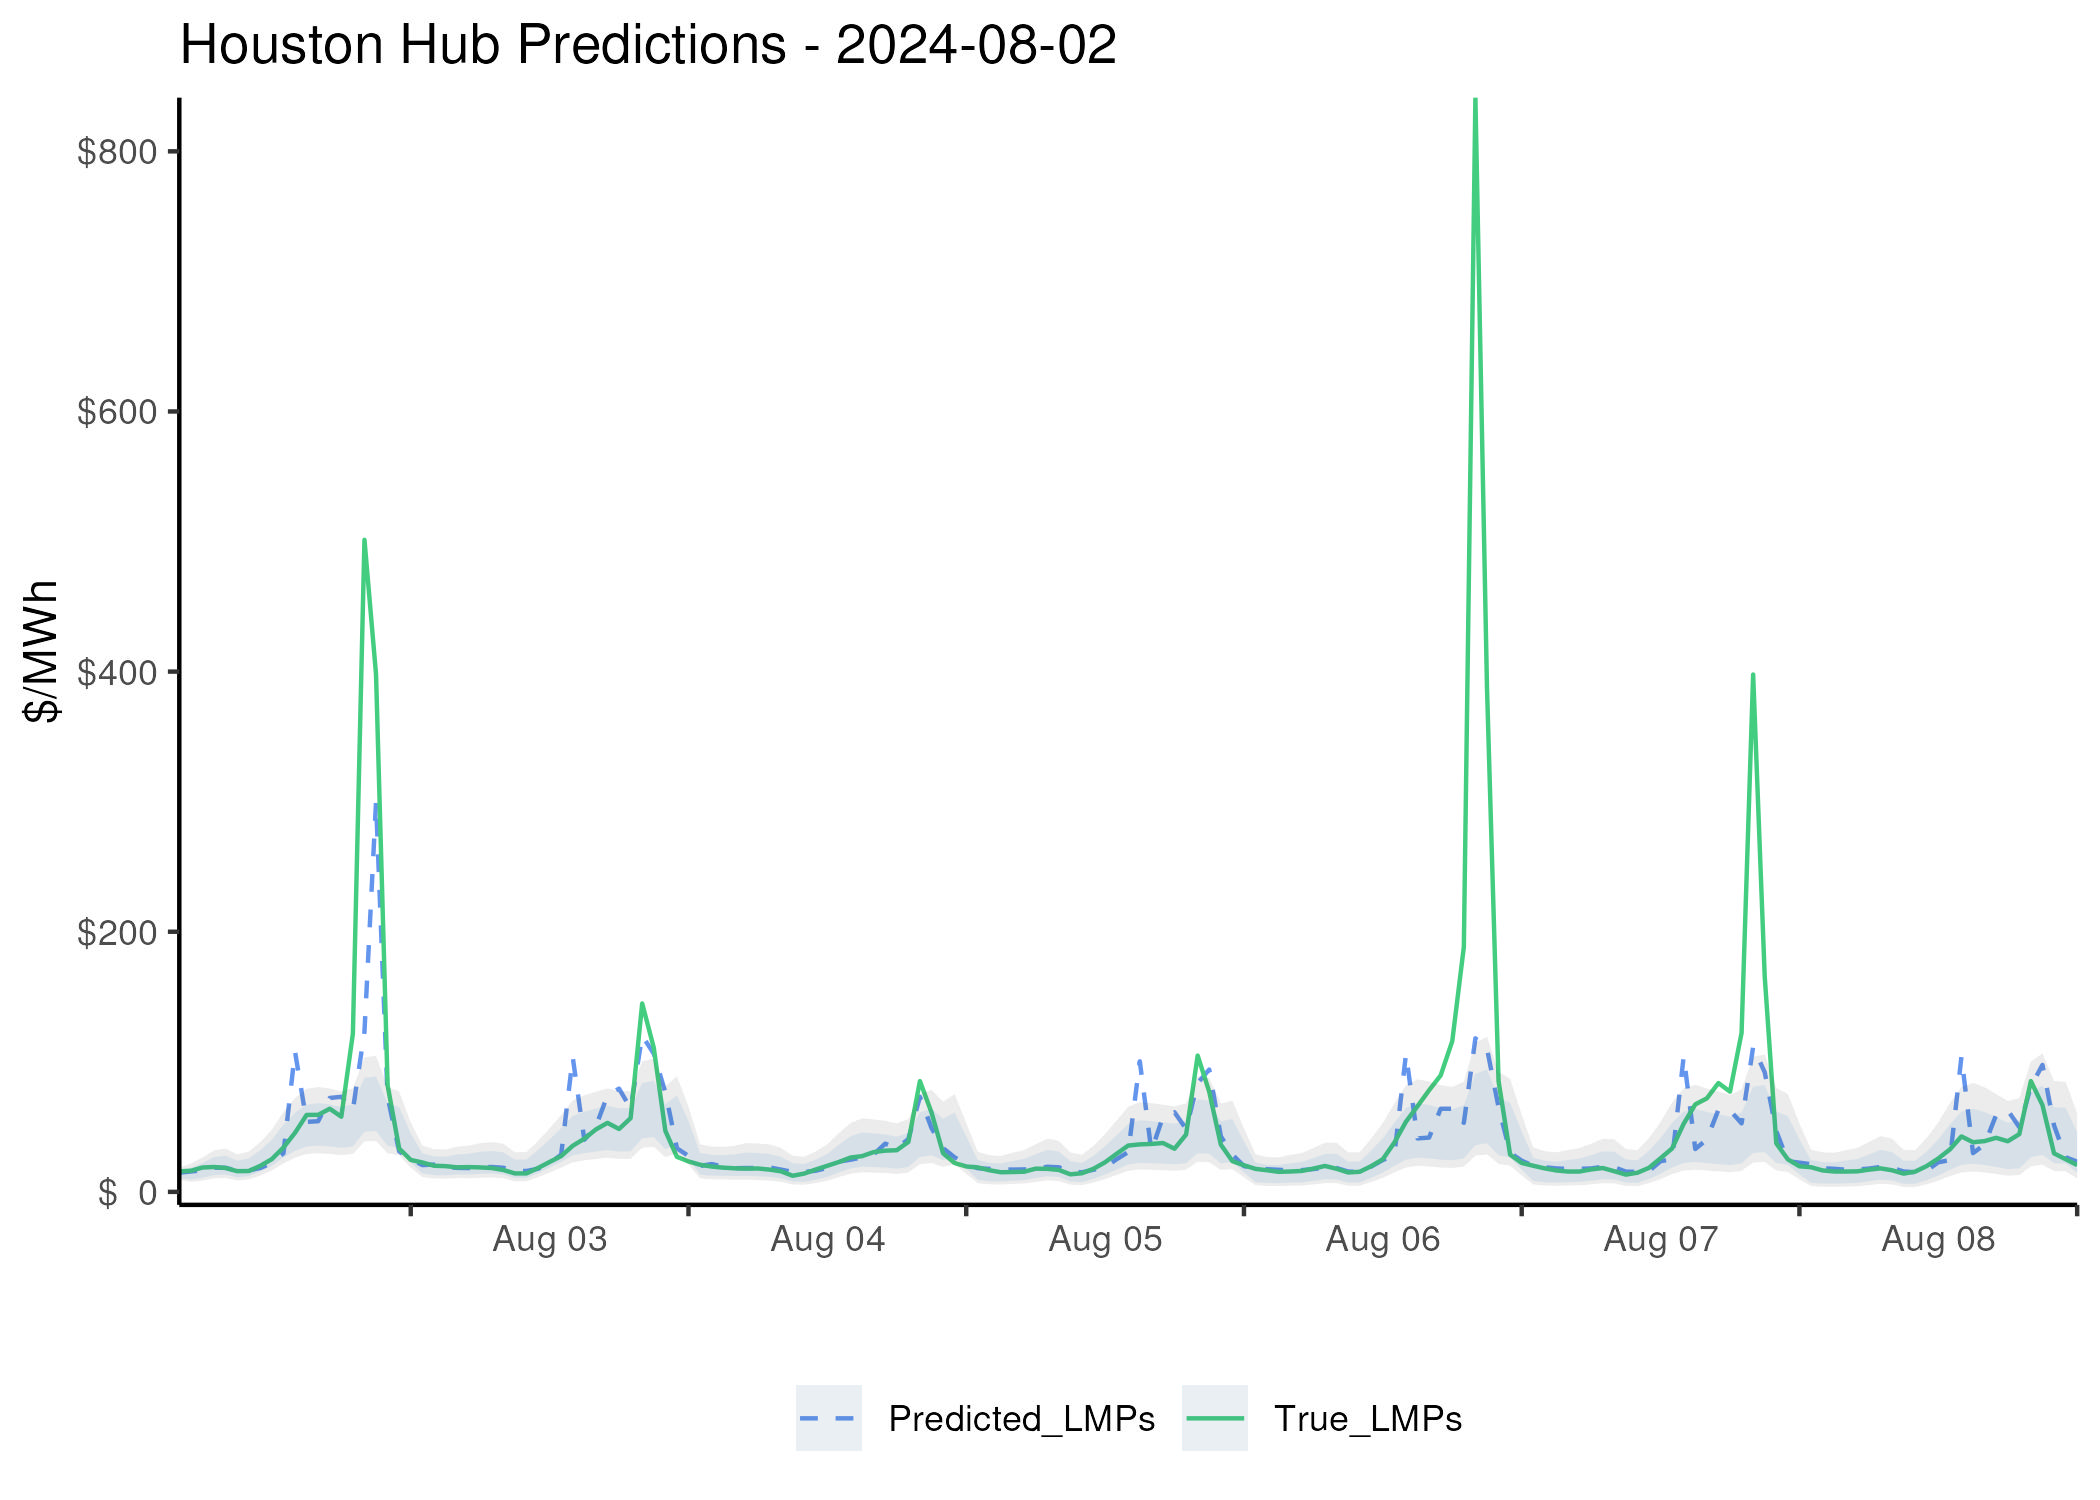 Houston Hub Predictions - 2024-08-02
$800
$600
$400
$200
$ 0
$/MWh
Aug 03 Aug 04 Aug 05 Aug 06 Aug 07 Aug 08
Predicted_LMPs True_LMPs